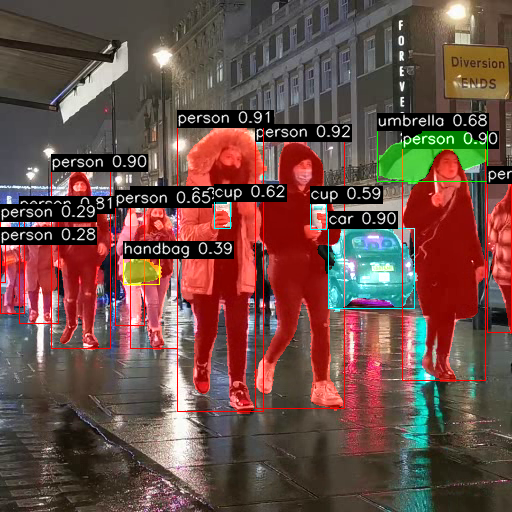 FOREVE
Diversion
ENDS
person 0.91
person 0.92
umbrella 0.68
person 0.90
person 0.90
per
person 0.65
cup 0.62
cup 0.59
0.81
person 0.29
car 0.90
person 0.28
handbag 0.39